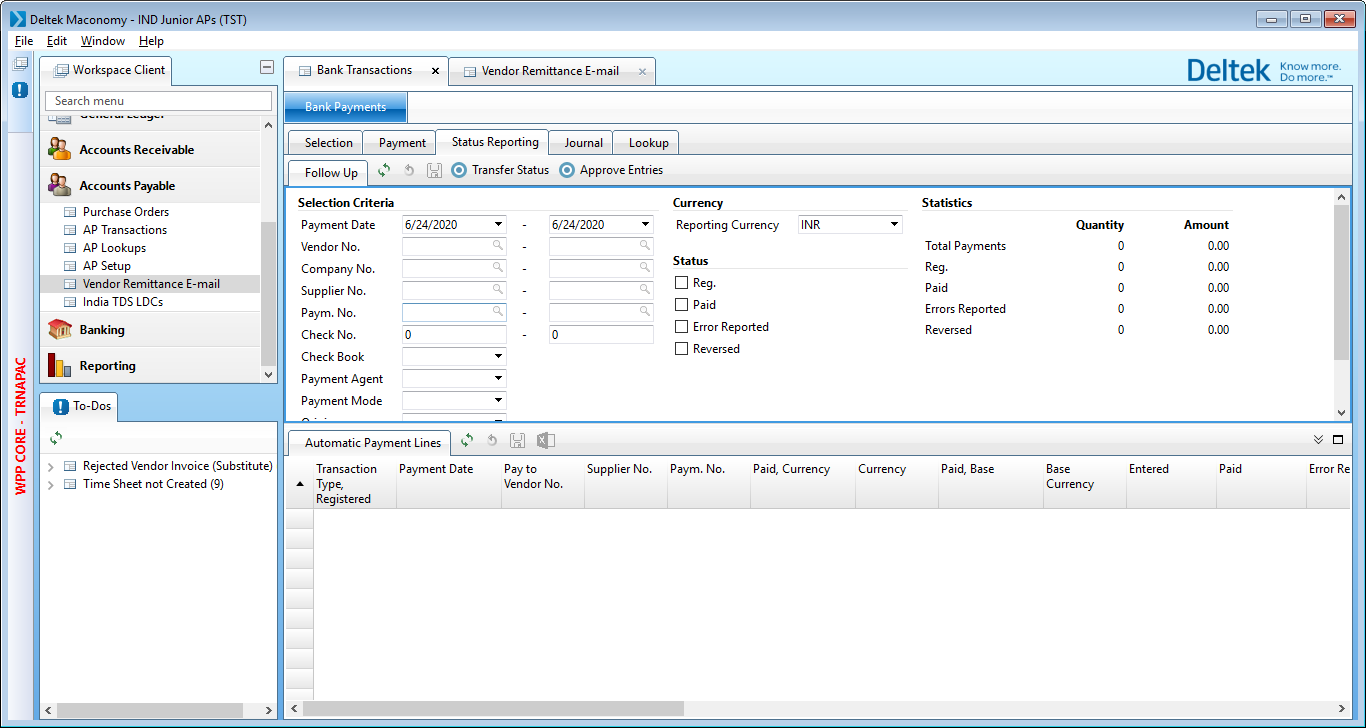 Deltek Maconomy - IND Junior APs (TST)
File Edit Window Help
Workspace Client
Bank Transactions
Vendor Remittance E-mail
Deltek Know more.
Do more.™
Search menu
Bank Payments
General Ledger
Accounts Receivable
Accounts Payable
Purchase Orders
AP Transactions
AP Lookups
AP Setup
Vendor Remittance E-mail
India TDS LDCs
Banking
Reporting
WPP CORE - TRNAPAC
To-Dos
Rejected Vendor Invoice (Substitute)
Time Sheet not Created (9)
Selection Payment Status Reporting Journal Lookup
Follow Up Transfer Status Approve Entries
Selection Criteria
Payment Date 6/24/2020 - 6/24/2020
Vendor No. -
Company No. -
Supplier No. -
Paym. No. -
Check No. 0 - 0
Check Book
Payment Agent
Payment Mode
Currency
Reporting Currency INR
Status
Reg.
Paid
Error Reported
Reversed
Statistics
Quantity Amount
Total Payments 0 0.00
Reg. 0 0.00
Paid 0 0.00
Errors Reported 0 0.00
Reversed 0 0.00
Automatic Payment Lines
Transaction Type, Registered
Payment Date
Pay to Vendor No.
Supplier No.
Paym. No.
Paid, Currency
Currency
Paid, Base
Base Currency
Entered
Paid
Error Re